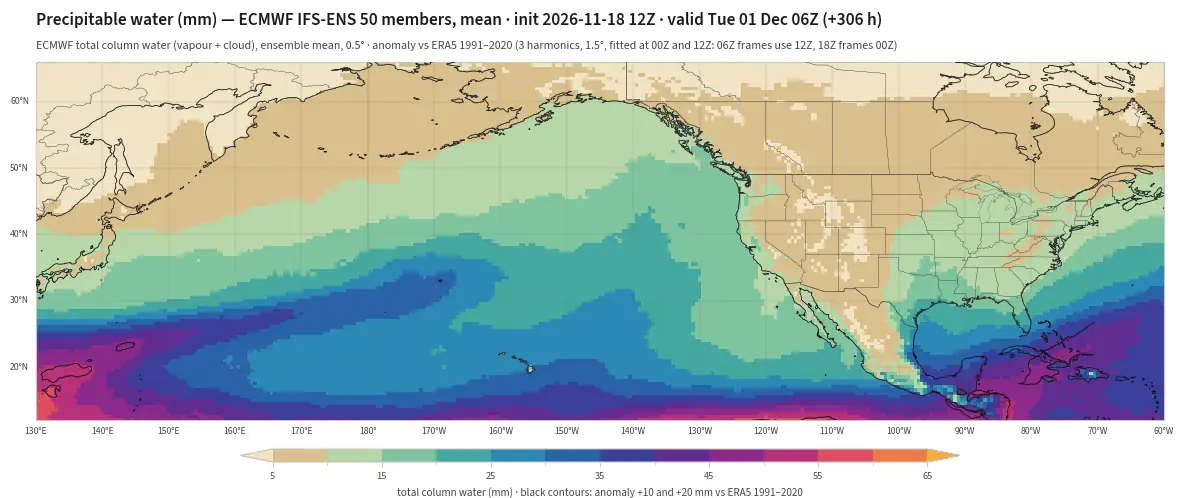 Precipitable water (mm) — ECMWF IFS-ENS 50 members, mean · init 2026-11-18 12Z · valid Tue 01 Dec 06Z (+306 h)
ECMWF total column water (vapour + cloud), ensemble mean, 0.5° · anomaly vs ERA5 1991–2020 (3 harmonics, 1.5°, fitted at 00Z and 12Z: 06Z frames use 12Z, 18Z frames 00Z)
60°N
50°N
40°N
30°N
20°N
130°E 140°E 150°E 160°E 170°E 180° 170°W 160°W 150°W 140°W 130°W 120°W 110°W 100°W 90°W 80°W 70°W 60°W
5 15 25 35 45 55 65
total column water (mm) · black contours: anomaly +10 and +20 mm vs ERA5 1991–2020